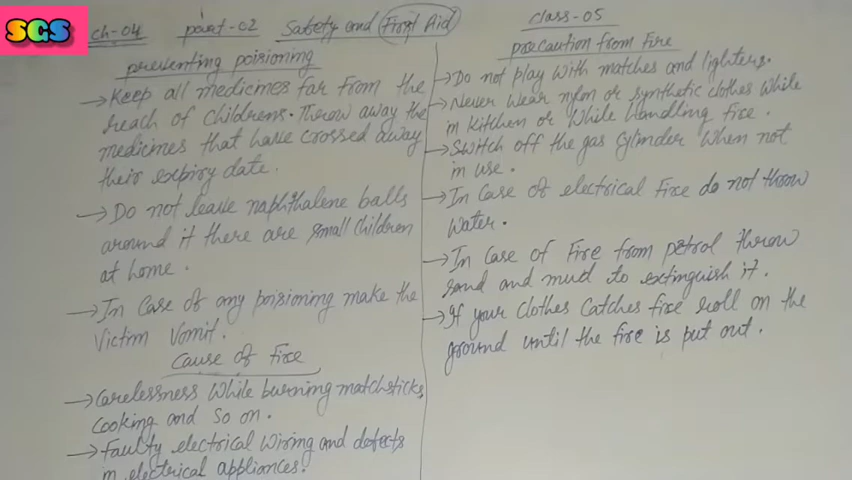 SGS
ch-04 part-02 Safety and First Aid class-05
preventing poisioning
→ Keep all medicines far from the
reach of childrens. Throw away the
medicines that have crossed away
their expiry date.
→ Do not leave naphthalene balls
around if there are small children
at home.
→ In case of any poisioning make the
Victim Vomit.
Cause of fire
→ Carelessness while burning matchsticks,
cooking and so on.
→ Faulty electrical wiring and defects
in electrical appliances.
precaution from Fire
→ Do not play with matches and lighters.
→ Never wear nylon or synthetic clothes while
in kitchen or while handling fire.
→ Switch off the gas cylinder when not
in use.
→ In case of electrical Fire do not throw
water.
→ In case of Fire from petrol throw
sand and mud to extinguish it.
→ If your clothes catches fire roll on the
ground until the fire is put out.